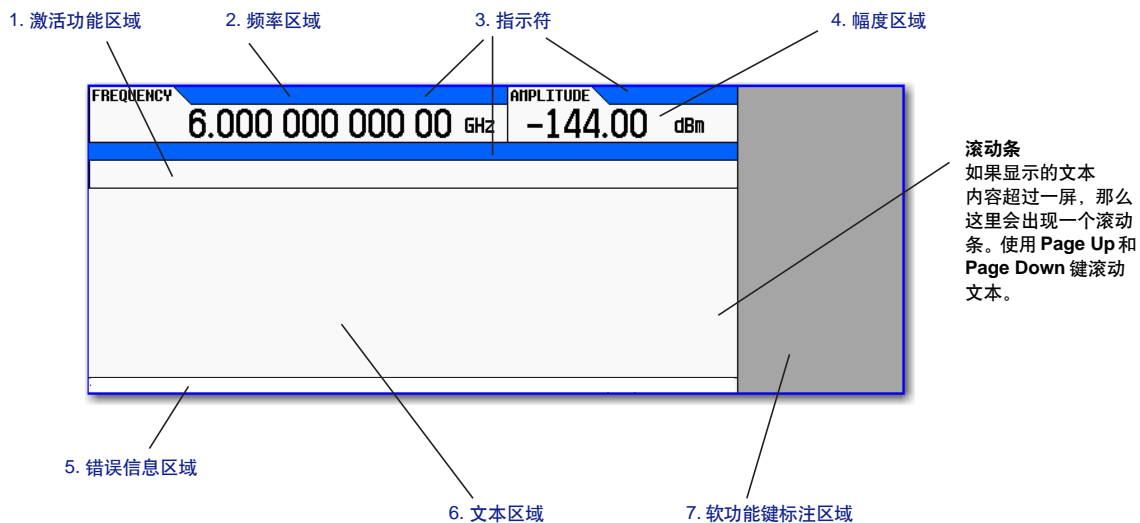 1. 激活功能区域
2. 频率区域
3. 指示符
4. 幅度区域
FREQUENCY
6.000 000 000 00 GHz
AMPLITUDE
-144.00 dBm
滚动条
如果显示的文本
内容超过一屏，那么
这里会出现一个滚动
条。使用 Page Up 和
Page Down 键滚动
文本。
5. 错误信息区域
6. 文本区域
7. 软功能键标注区域